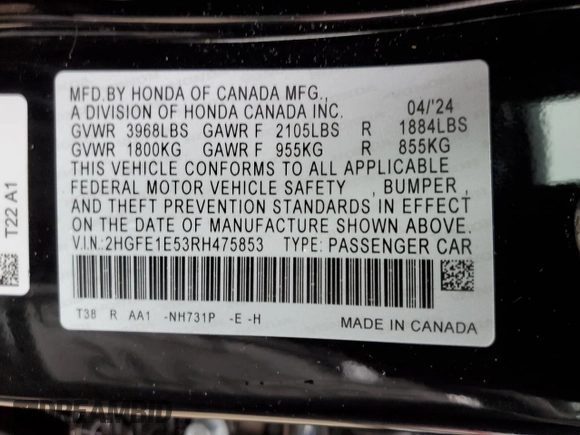 MFD.BY HONDA OF CANADA MFG.,
A DIVISION OF HONDA CANADA INC. 04/'24
GVWR 3968LBS GAWR F 2105LBS R 1884LBS
GVWR 1800KG GAWR F 955KG R 855KG
THIS VEHICLE CONFORMS TO ALL APPLICABLE
FEDERAL MOTOR VEHICLE SAFETY , BUMPER ,
AND THEFT PREVENTION STANDARDS IN EFFECT
ON THE DATE OF MANUFACTURE SHOWN ABOVE.
V.I.N.: 2HGFE1E53RH475853 TYPE: PASSENGER CAR
T38 R AA1 -NH731P -E -H
MADE IN CANADA
T22 A1